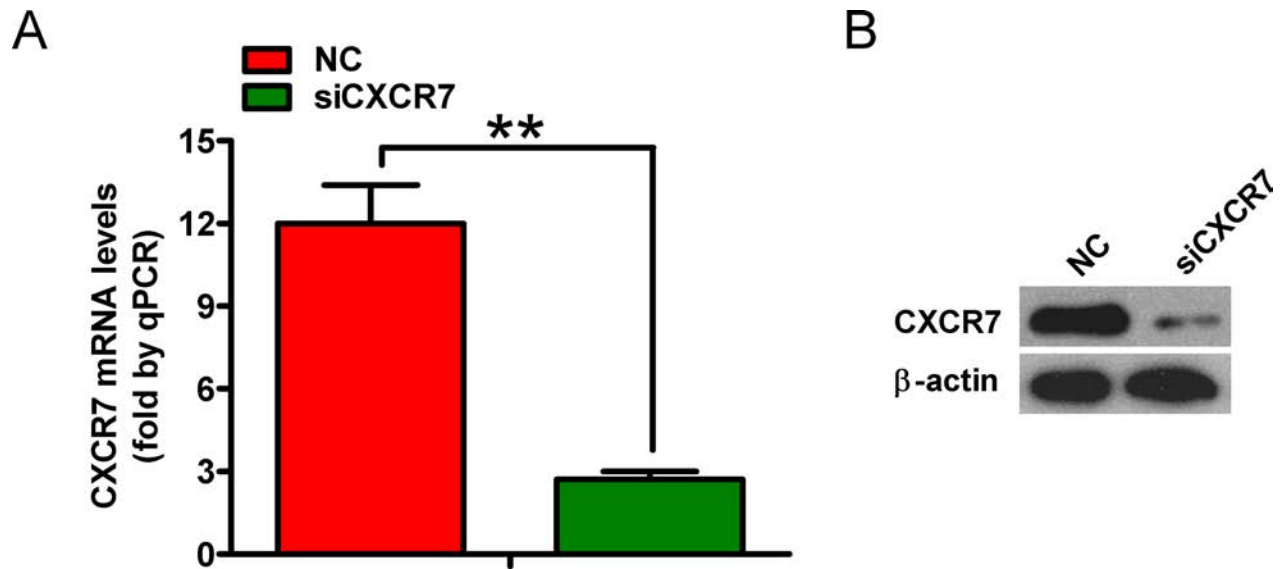 A
NC
siCXCR7
**
15
12
9
6
3
0
CXCR7 mRNA levels
(fold by qPCR)
B
NC
siCXCR7
CXCR7
β-actin